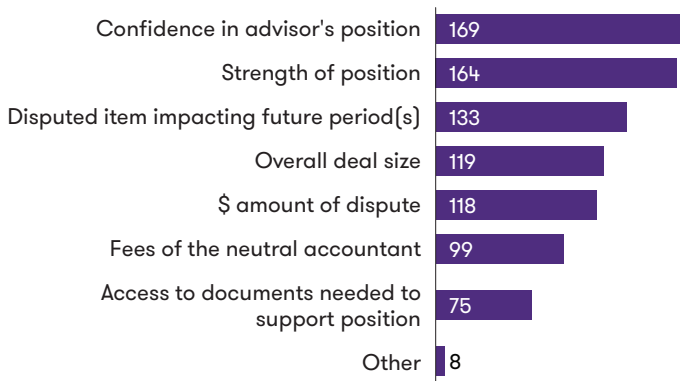 Confidence in advisor's position 169
Strength of position 164
Disputed item impacting future period(s) 133
Overall deal size 119
$ amount of dispute 118
Fees of the neutral accountant 99
Access to documents needed to
support position 75
Other 8